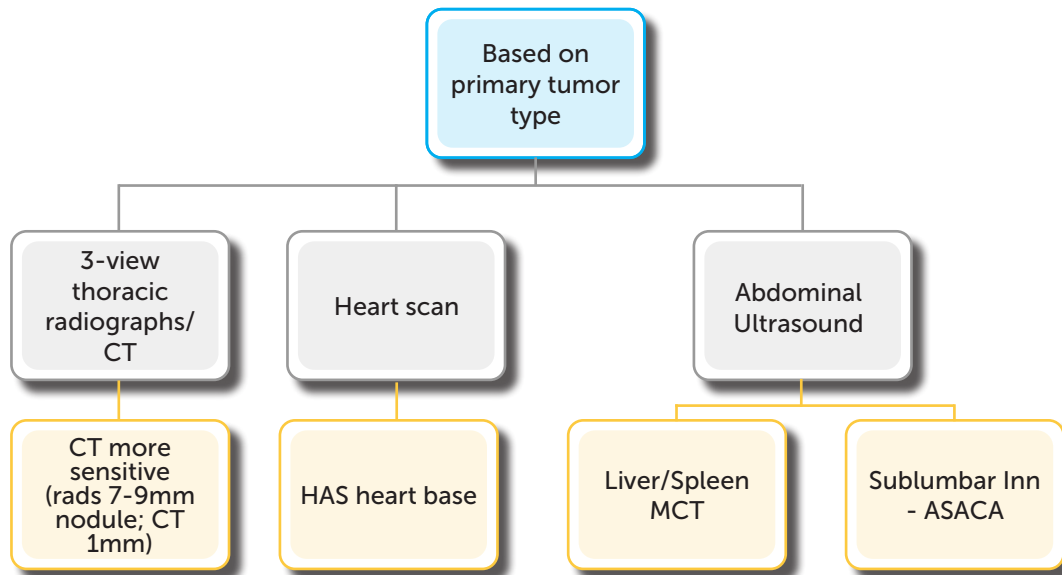 Based on
primary tumor
type
3-view
thoracic
radiographs/
CT
Heart scan
Abdominal
Ultrasound
CT more
sensitive
(rads 7-9mm
nodule; CT
1mm)
HAS heart base
Liver/Spleen
MCT
Sublumbar Inn
- ASACA